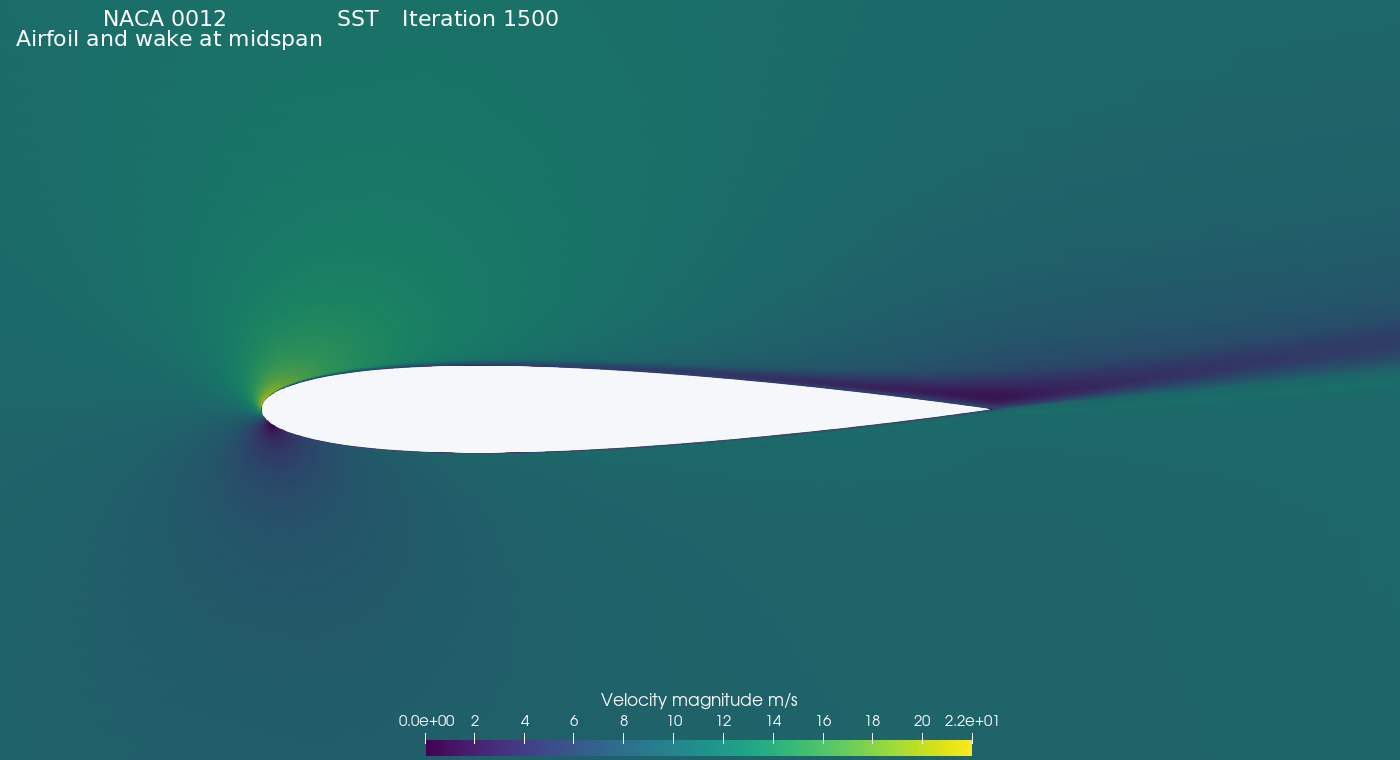 NACA 0012 SST Iteration 1500
Airfoil and wake at midspan
Velocity magnitude m/s
0.0e+00 2 4 6 8 10 12 14 16 18 20 2.2e+01